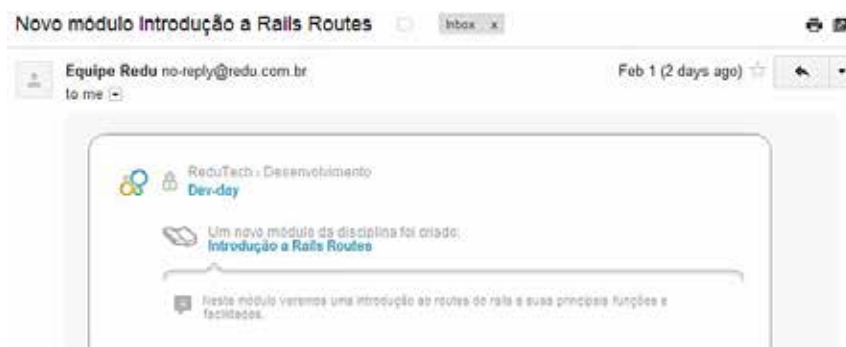 Novo módulo Introdução a Rails Routes Inbox x
Equipe Redu no-reply@redu.com.br Feb 1 (2 days ago)
to me
ReduTech › Desenvolvimento
Dev-day
Um novo módulo da disciplina foi criado:
Introdução a Rails Routes
Neste módulo veremos uma introdução ao routes do rails e suas principais funções e
facilidades.